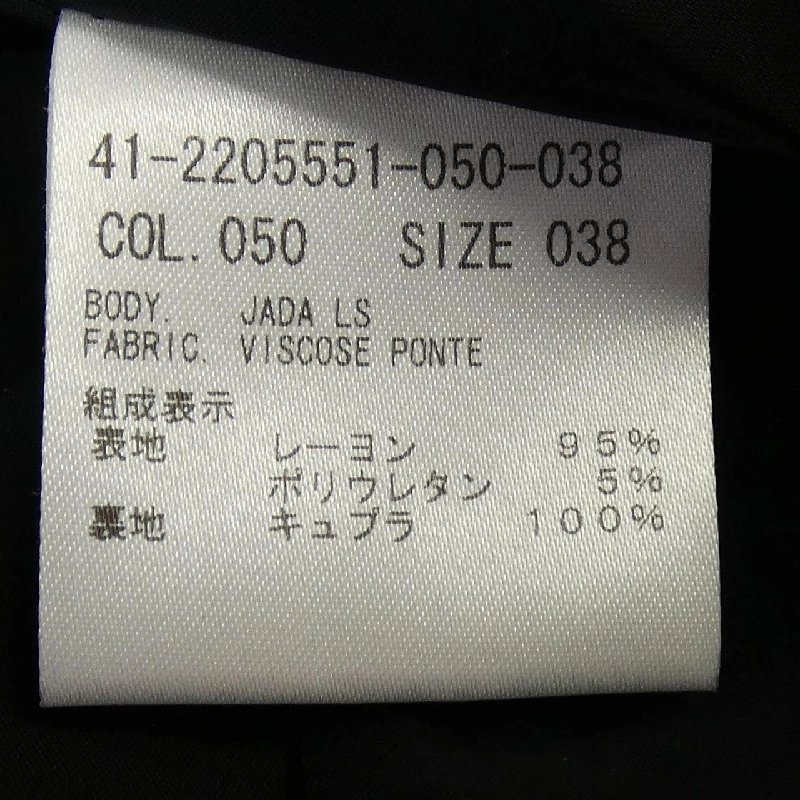 41-2205551-050-038
COL. 050 SIZE 038
BODY. JADA LS
FABRIC. VISCOSE PONTE
組成表示
表地 レーヨン 95%
ポリウレタン 5%
裏地 キュプラ 100%